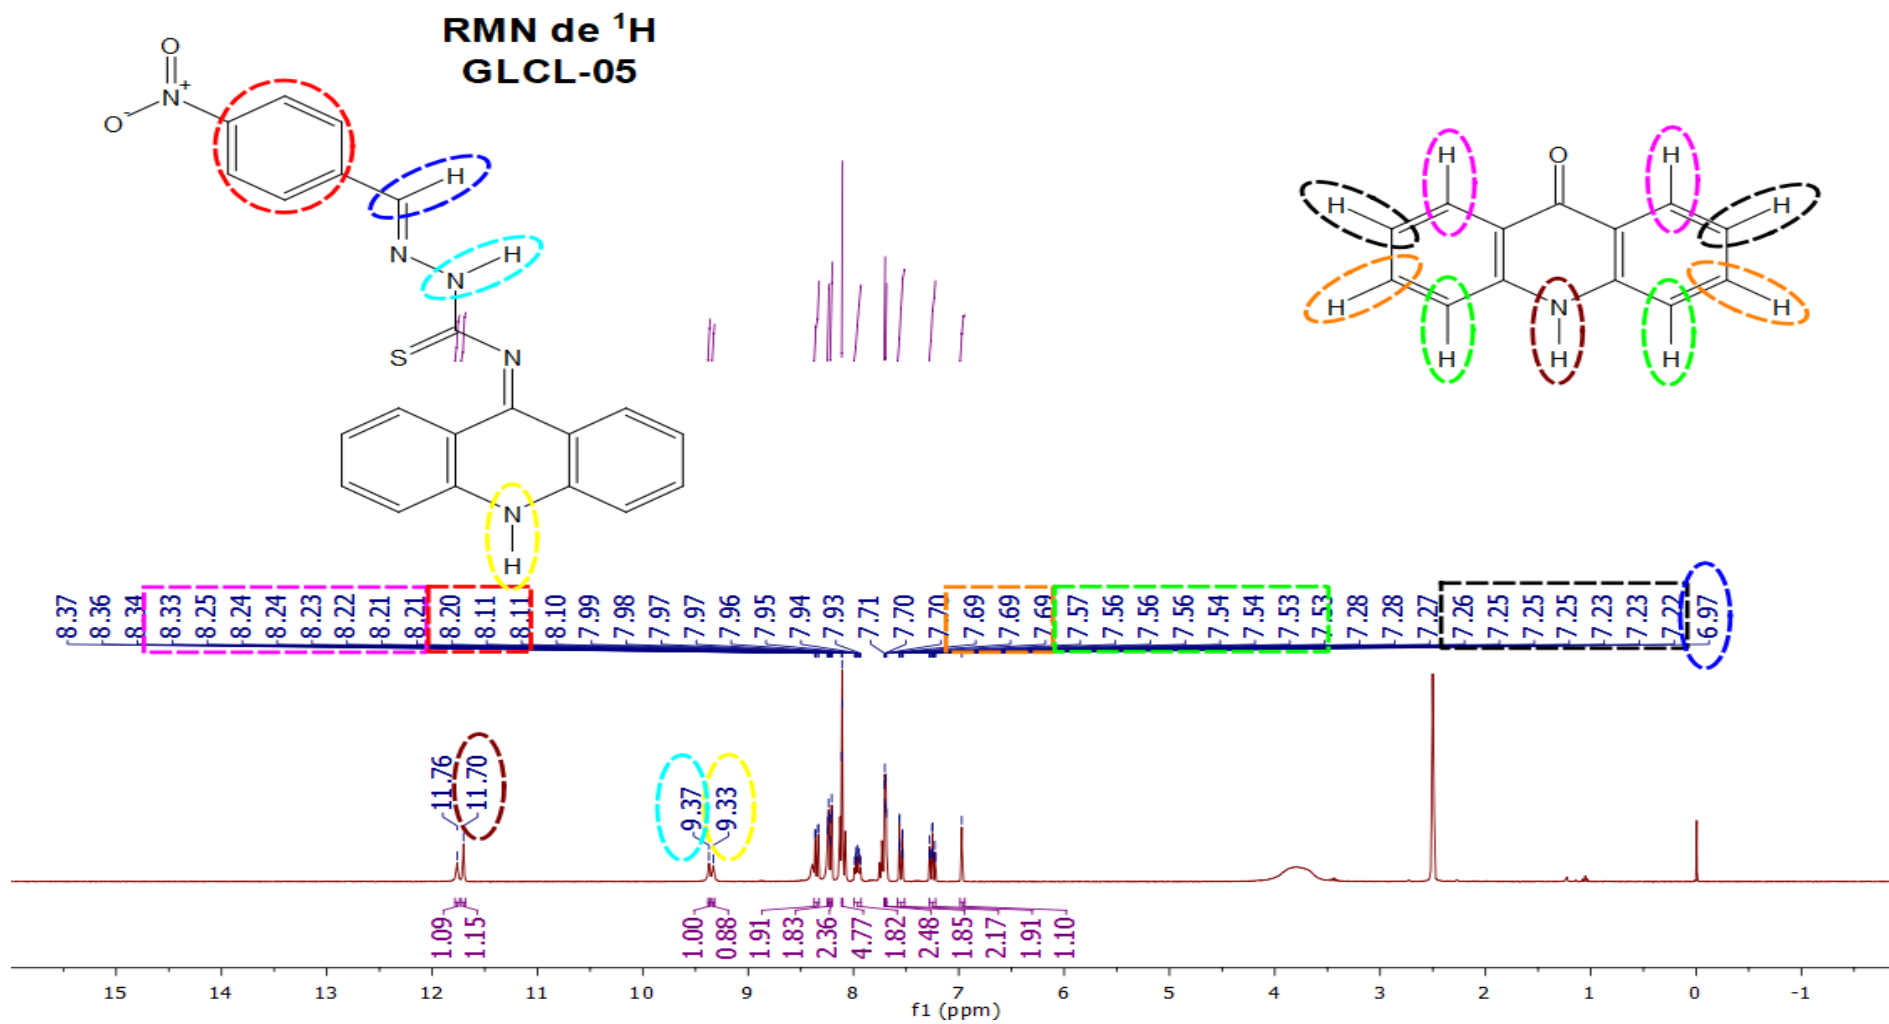 RMN de ¹H
GLCL-05
O
N⁺
O⁻
H
N
N
H
S
N
N
H
O
H
H
H
H
H
H
H
N
H
H
8.37
8.36
8.34
8.33
8.25
8.24
8.24
8.23
8.22
8.21
8.21
8.20
8.11
8.11
8.10
7.99
7.98
7.97
7.97
7.96
7.95
7.94
7.93
7.71
7.70
7.70
7.69
7.69
7.69
7.57
7.56
7.56
7.56
7.54
7.54
7.53
7.53
7.28
7.28
7.27
7.26
7.25
7.25
7.25
7.23
7.23
7.22
6.97
11.76
11.70
9.37
9.33
1.09
1.15
1.00
0.88
1.91
1.83
2.36
4.77
1.82
2.48
1.85
2.17
1.91
1.10
15 14 13 12 11 10 9 8 7 6 5 4 3 2 1 0 -1
f1 (ppm)